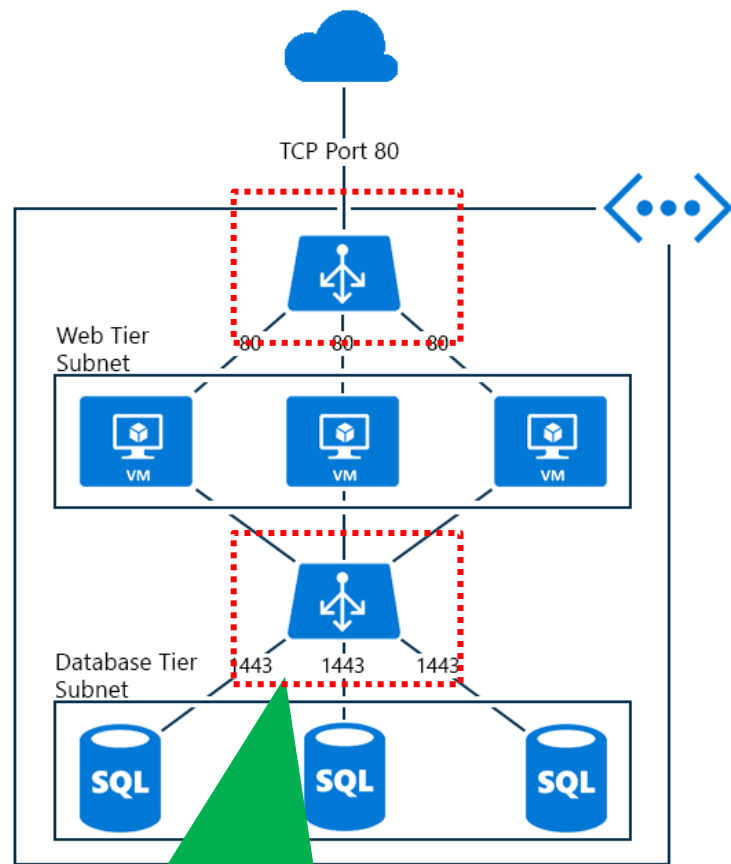 TCP Port 80
Web Tier
Subnet
80 80 80
VM VM VM
Database Tier
Subnet
1443 1443 1443
SQL SQL SQL